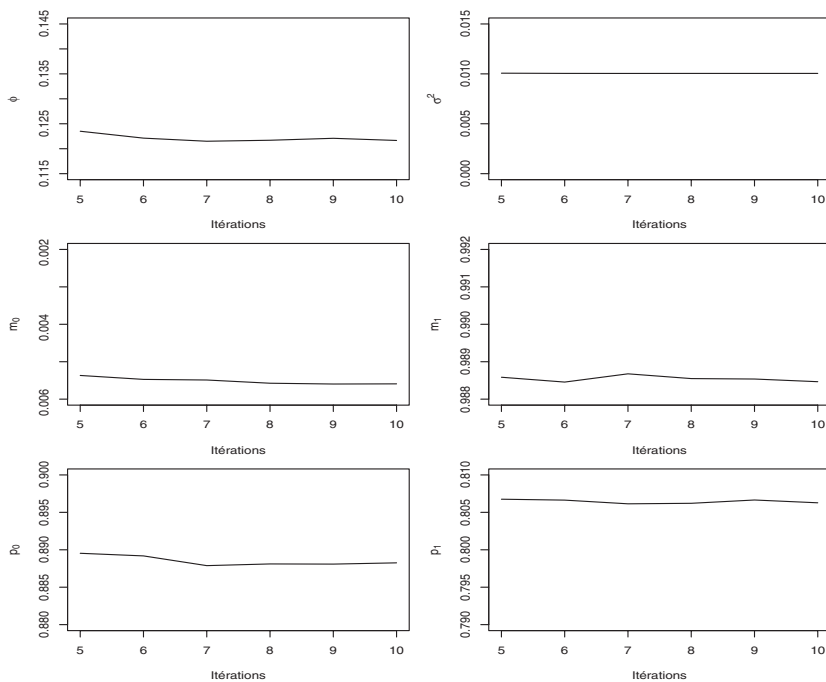 0.145
0.135
0.125
0.115
ϕ
5 6 7 8 9 10
Itérations
0.015
0.010
0.005
0.000
σ²
5 6 7 8 9 10
Itérations
0.002
0.004
0.006
m₀
5 6 7 8 9 10
Itérations
0.992
0.991
0.990
0.989
0.988
m₁
5 6 7 8 9 10
Itérations
0.900
0.895
0.890
0.885
0.880
p₀
5 6 7 8 9 10
Itérations
0.810
0.805
0.800
0.795
0.790
p₁
5 6 7 8 9 10
Itérations